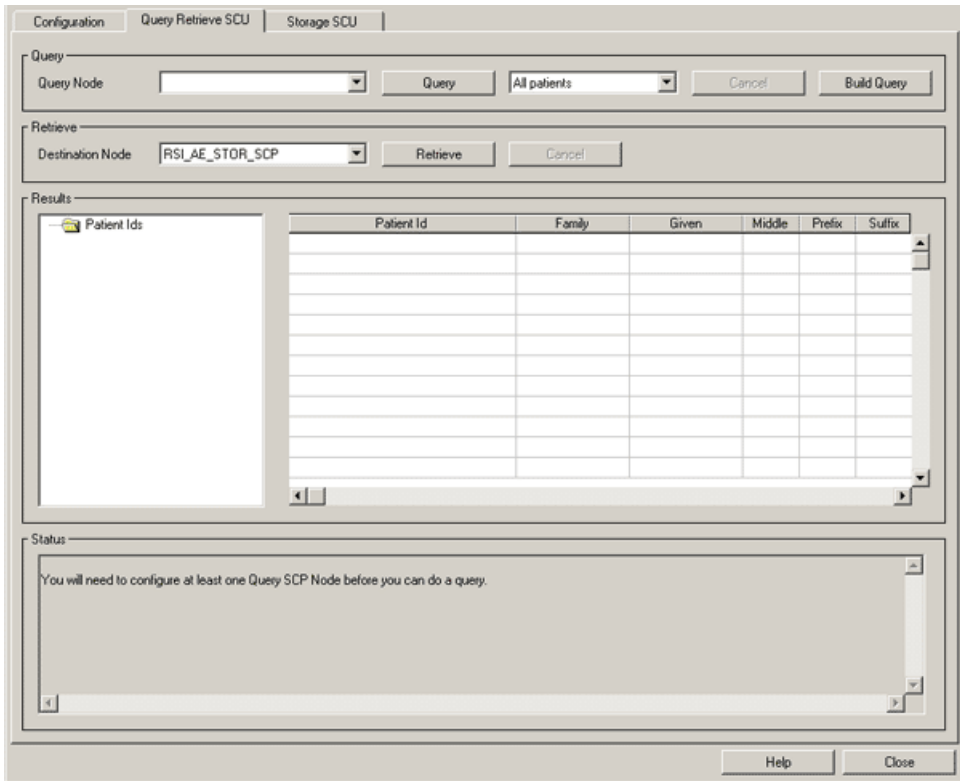 Configuration Query Retrieve SCU Storage SCU
Query
Query Node Query All patients Cancel Build Query
Retrieve
Destination Node RSI_AE_STOR_SCP Retrieve Cancel
Results
Patient Ids
Patient Id Family Given Middle Prefix Suffix
Status
You will need to configure at least one Query SCP Node before you can do a query.
Help Close